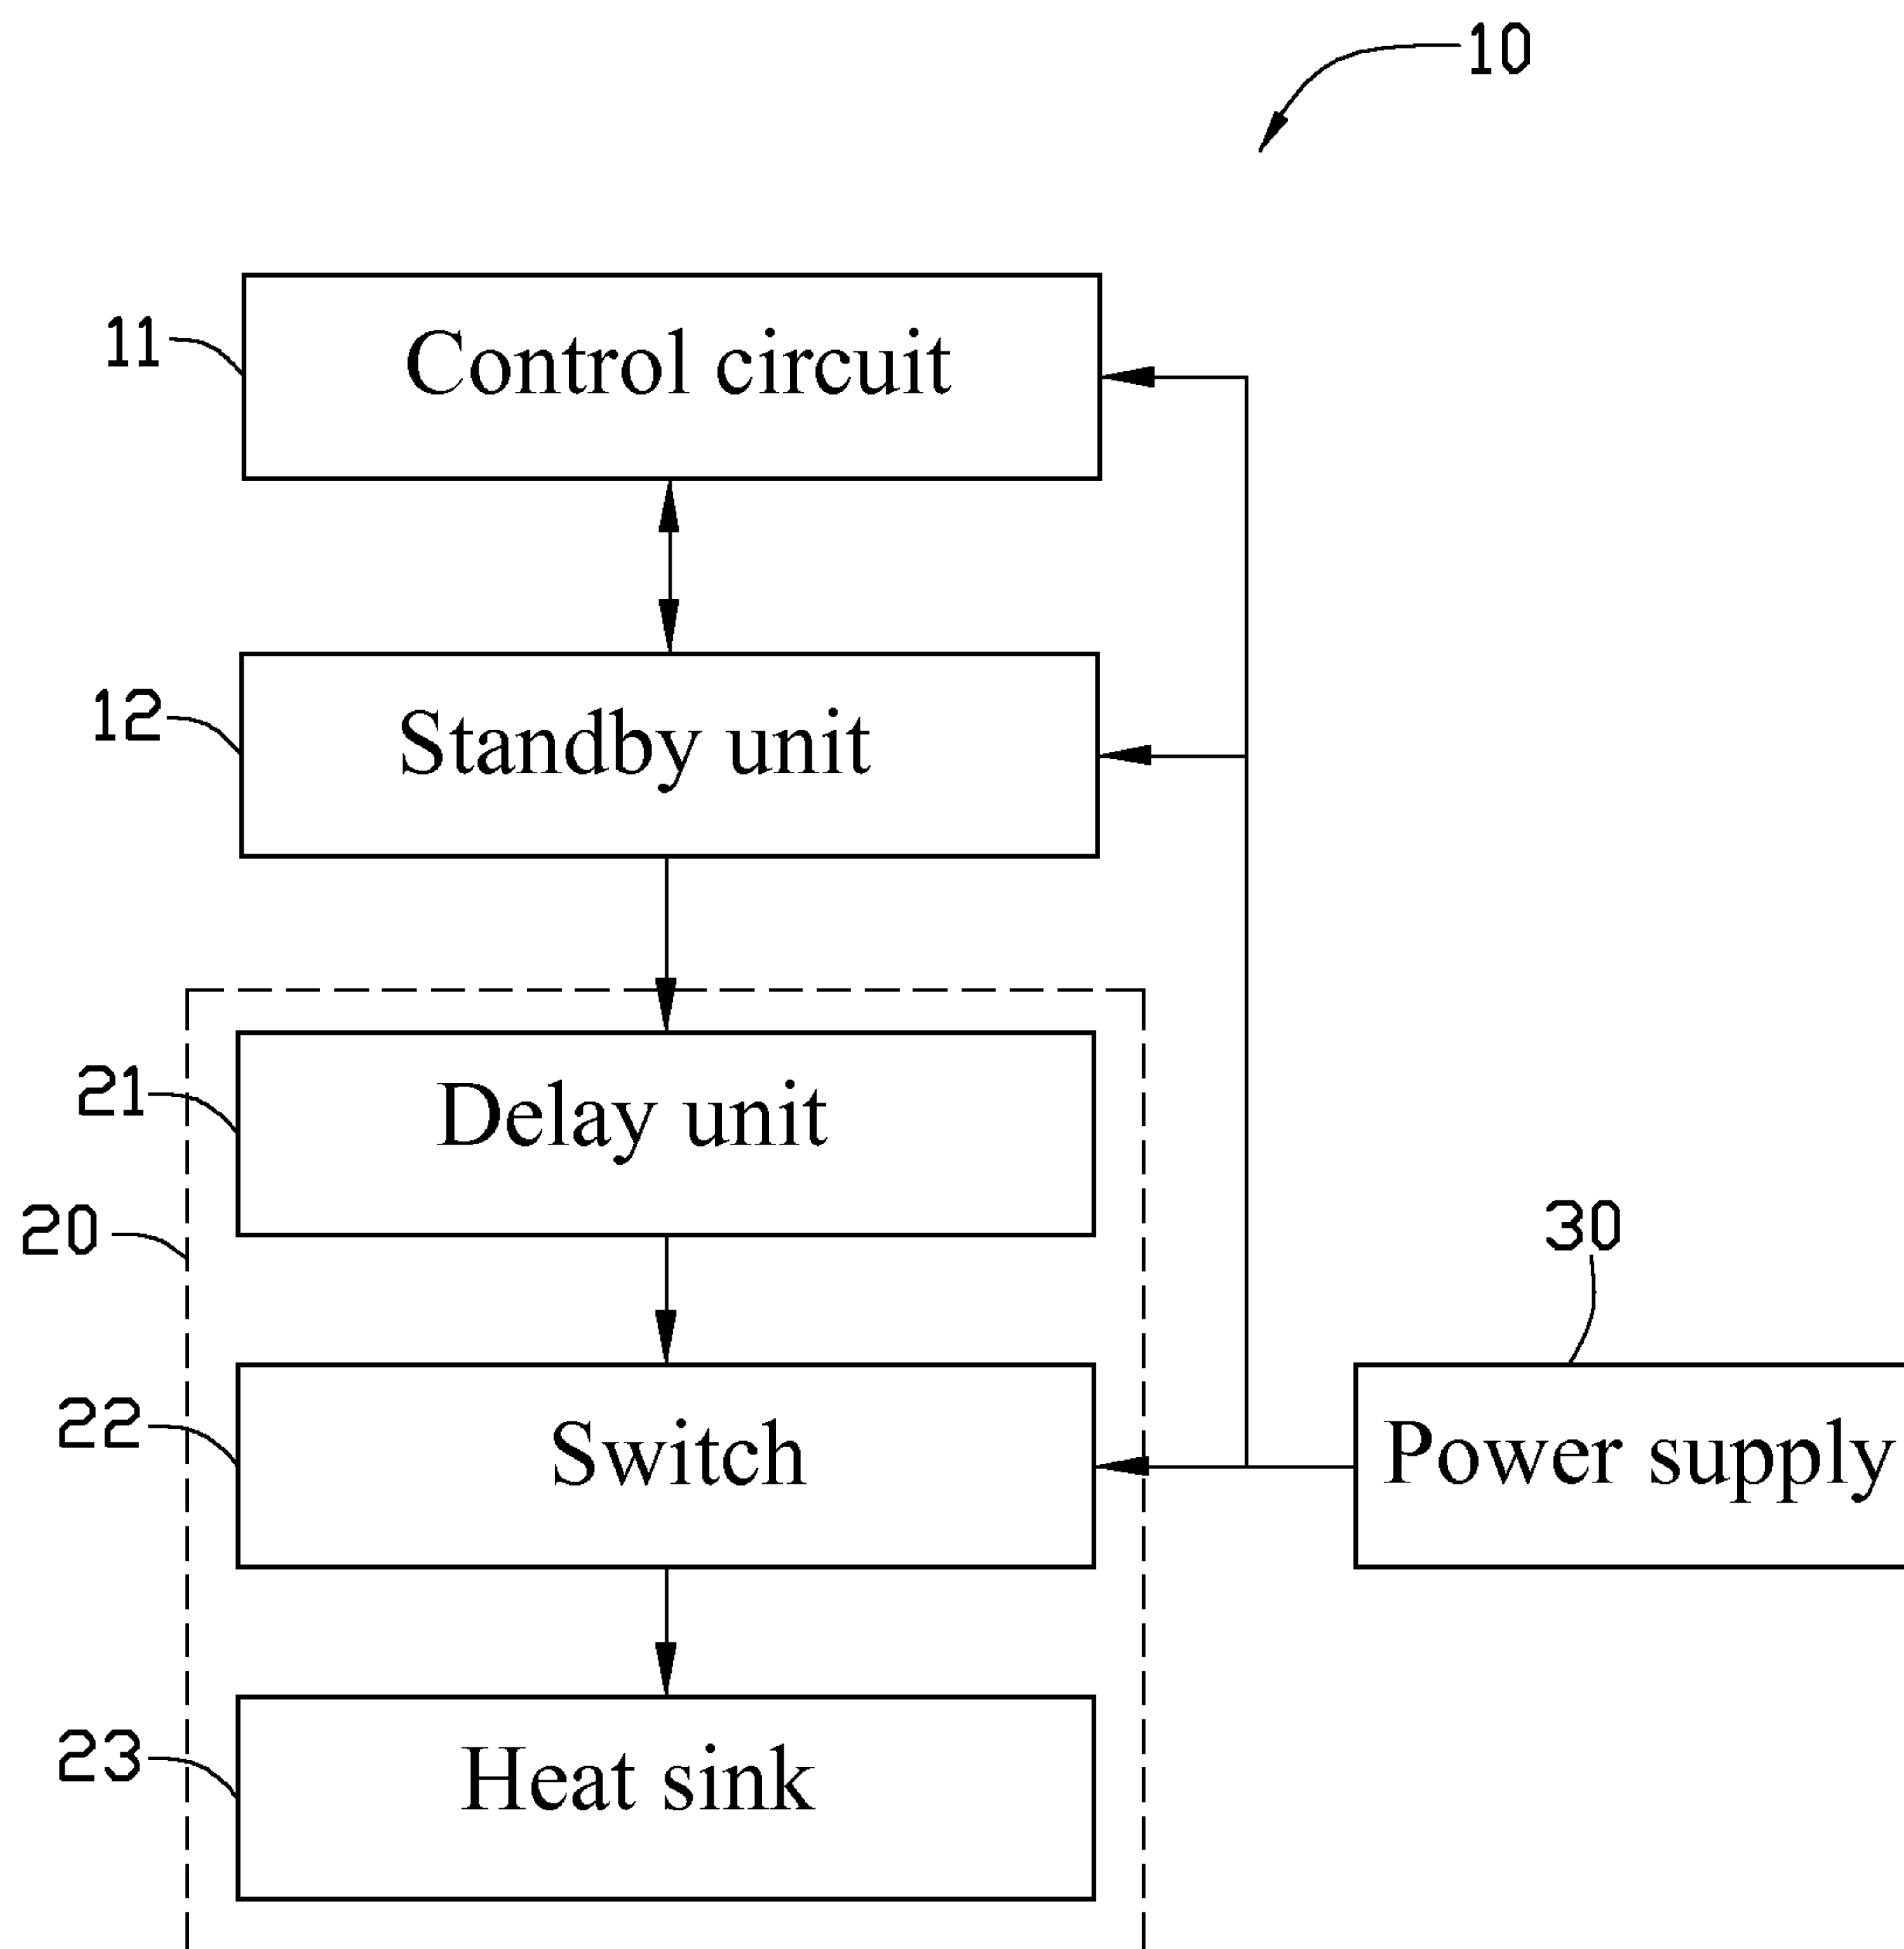 10
11
Control circuit
12
Standby unit
21
Delay unit
20
30
22
Switch
Power supply
23
Heat sink